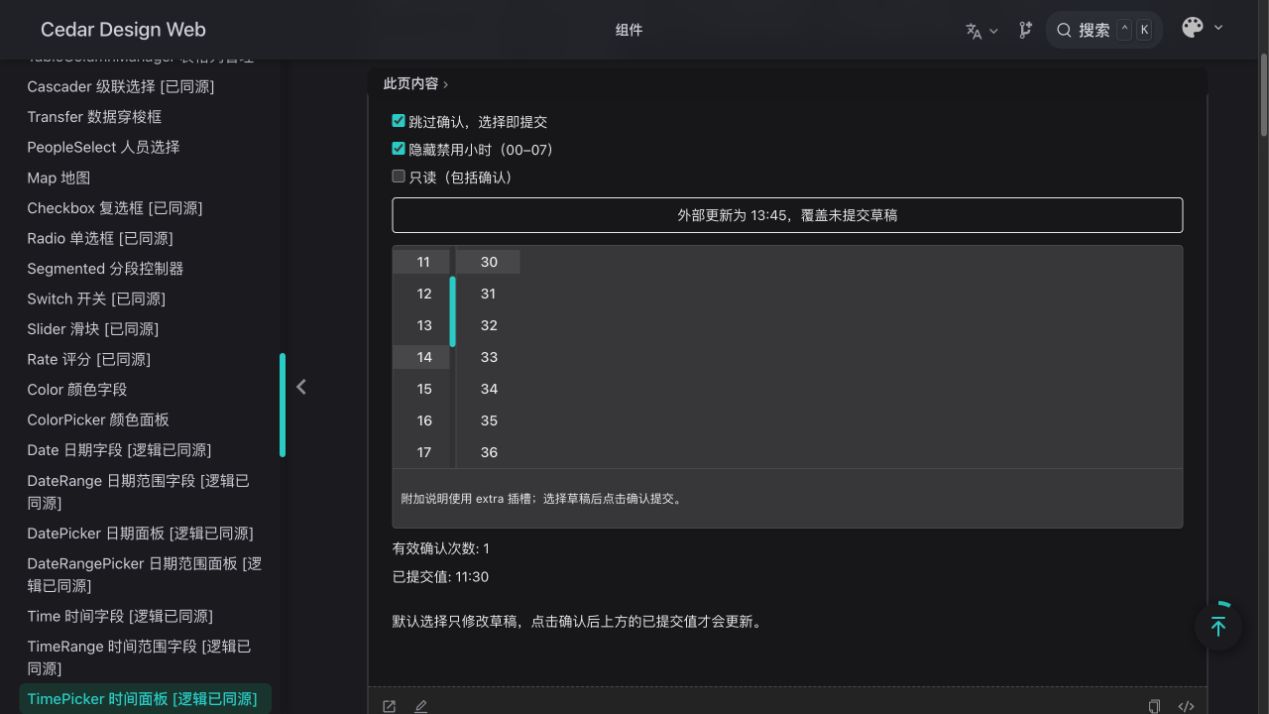 Cedar Design Web
组件
搜索 ^ K
TableColumnManager 表格列管理
Cascader 级联选择 [已同源]
Transfer 数据穿梭框
PeopleSelect 人员选择
Map 地图
Checkbox 复选框 [已同源]
Radio 单选框 [已同源]
Segmented 分段控制器
Switch 开关 [已同源]
Slider 滑块 [已同源]
Rate 评分 [已同源]
Color 颜色字段
ColorPicker 颜色面板
Date 日期字段 [逻辑已同源]
DateRange 日期范围字段 [逻辑已
同源]
DatePicker 日期面板 [逻辑已同源]
DateRangePicker 日期范围面板 [逻
辑已同源]
Time 时间字段 [逻辑已同源]
TimeRange 时间范围字段 [逻辑已
同源]
TimePicker 时间面板 [逻辑已同源]
此页内容 ›
跳过确认，选择即提交
隐藏禁用小时（00–07）
只读（包括确认）
外部更新为 13:45，覆盖未提交草稿
11 30
12 31
13 32
14 33
15 34
16 35
17 36
附加说明使用 extra 插槽；选择草稿后点击确认提交。
有效确认次数: 1
已提交值: 11:30
默认选择只修改草稿，点击确认后上方的已提交值才会更新。